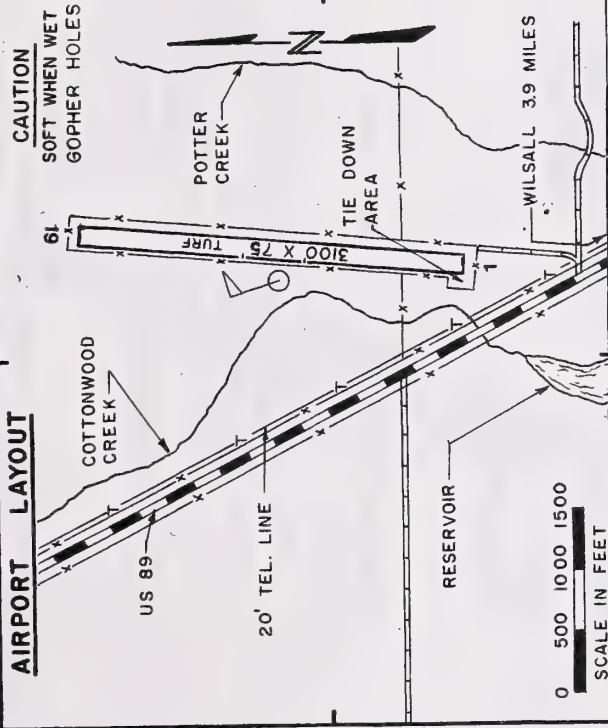 AIRPORT LAYOUT
CAUTION
SOFT WHEN WET
GOPHER HOLES
COTTONWOOD
CREEK
19
POTTER
CREEK
N
US 89
3100' X 75'
TURF
20' TEL. LINE
TIE DOWN
AREA
1
RESERVOIR
WILSALL 3.9 MILES
0 500 1000 1500
SCALE IN FEET